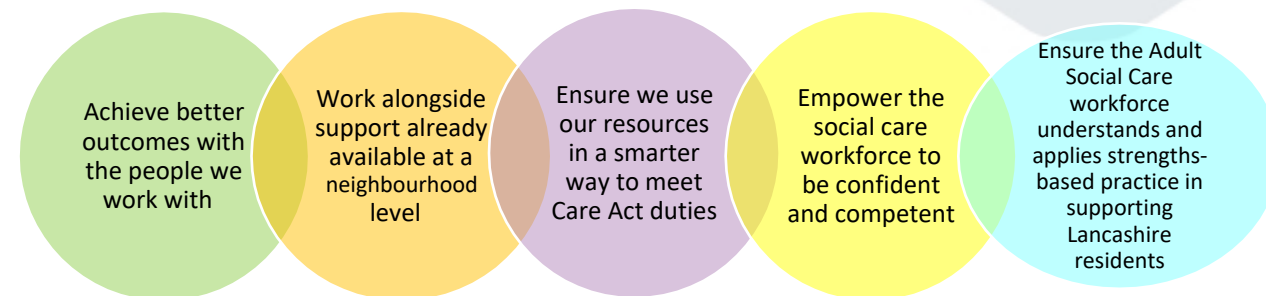 Achieve better
outcomes with
the people we
work with
Work alongside
support already
available at a
neighbourhood
level
Ensure we use
our resources
in a smarter
way to meet
Care Act duties
Empower the
social care
workforce to
be confident
and competent
Ensure the Adult
Social Care
workforce
understands and
applies strengths-
based practice in
supporting
Lancashire
residents